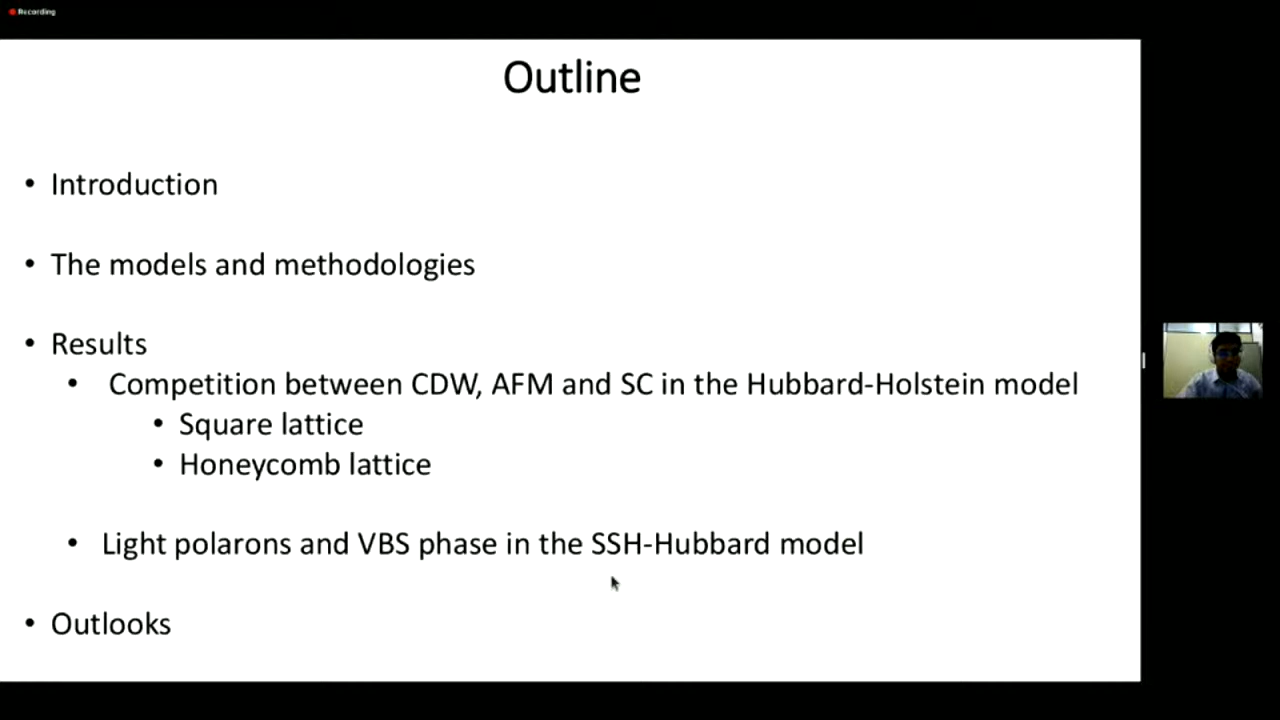 Recording
Outline
• Introduction
• The models and methodologies
• Results
• Competition between CDW, AFM and SC in the Hubbard-Holstein model
• Square lattice
• Honeycomb lattice
• Light polarons and VBS phase in the SSH-Hubbard model
• Outlooks